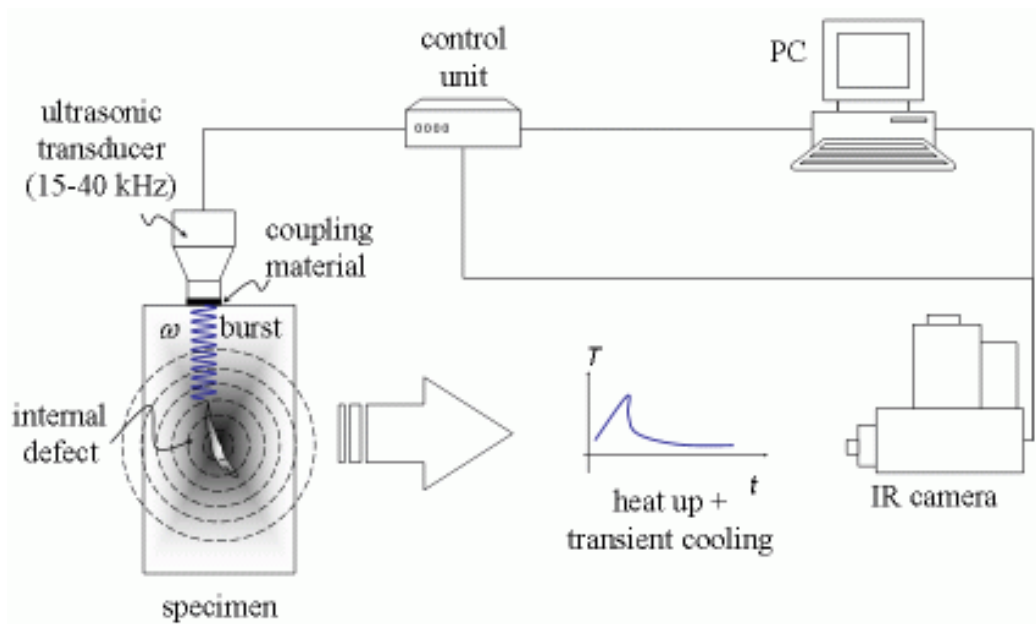 control
unit
PC
ultrasonic
transducer
(15-40 kHz)
coupling
material
ω burst
internal
defect
T
t
heat up +
transient cooling
IR camera
specimen